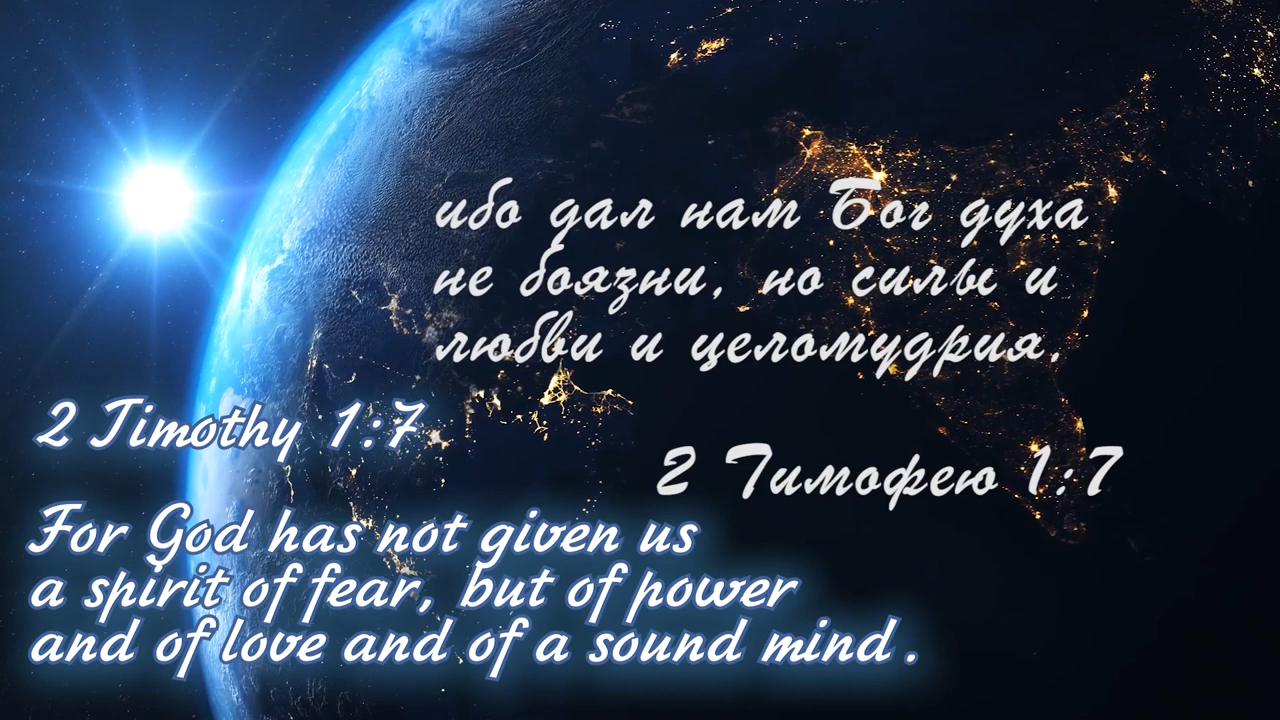 ибо дал нам Бог духа
не боязни, но силы и
любви и целомудрия.
2 Тимофею 1:7
2 Timothy 1:7
For God has not given us
a spirit of fear, but of power
and of love and of a sound mind.